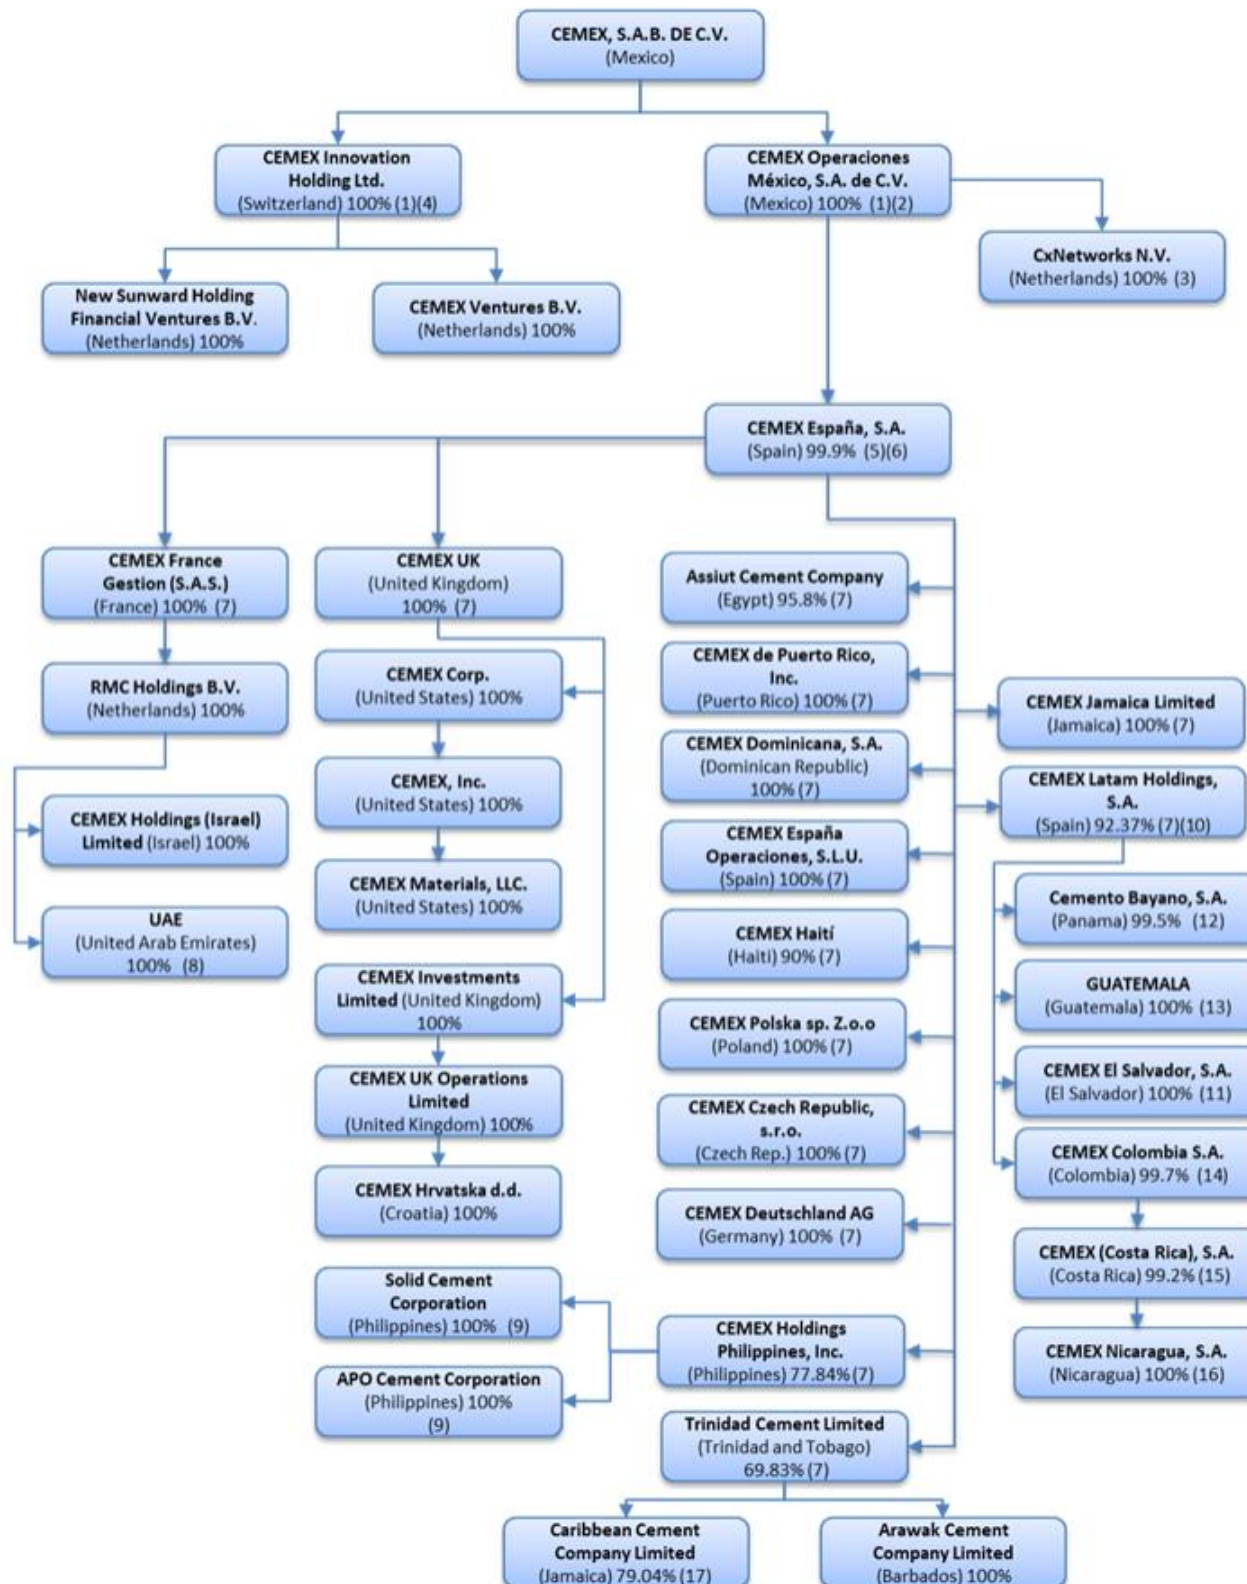 CEMEX, S.A.B. DE C.V.
(Mexico)
CEMEX Innovation
Holding Ltd.
(Switzerland) 100% (1)(4)
CEMEX Operaciones
México, S.A. de C.V.
(Mexico) 100% (1)(2)
CxNetworks N.V.
(Netherlands) 100% (3)
New Sunward Holding
Financial Ventures B.V.
(Netherlands) 100%
CEMEX Ventures B.V.
(Netherlands) 100%
CEMEX España, S.A.
(Spain) 99.9% (5)(6)
CEMEX France
Gestion (S.A.S.)
(France) 100% (7)
RMC Holdings B.V.
(Netherlands) 100%
CEMEX Holdings (Israel)
Limited (Israel) 100%
UAE
(United Arab Emirates)
100% (8)
CEMEX UK
(United Kingdom)
100% (7)
CEMEX Corp.
(United States) 100%
CEMEX, Inc.
(United States) 100%
CEMEX Materials, LLC.
(United States) 100%
CEMEX Investments
Limited (United Kingdom)
100%
CEMEX UK Operations
Limited
(United Kingdom) 100%
CEMEX Hrvatska d.d.
(Croatia) 100%
Solid Cement
Corporation
(Philippines) 100% (9)
APO Cement Corporation
(Philippines) 100%
(9)
Assiut Cement Company
(Egypt) 95.8% (7)
CEMEX de Puerto Rico,
Inc.
(Puerto Rico) 100% (7)
CEMEX Dominicana, S.A.
(Dominican Republic)
100% (7)
CEMEX España
Operaciones, S.L.U.
(Spain) 100% (7)
CEMEX Haití
(Haiti) 90% (7)
CEMEX Polska sp. Z.o.o
(Poland) 100% (7)
CEMEX Czech Republic,
s.r.o.
(Czech Rep.) 100% (7)
CEMEX Deutschland AG
(Germany) 100% (7)
CEMEX Holdings
Philippines, Inc.
(Philippines) 77.84% (7)
Trinidad Cement Limited
(Trinidad and Tobago)
69.83% (7)
Caribbean Cement
Company Limited
(Jamaica) 79.04% (17)
Arawak Cement
Company Limited
(Barbados) 100%
CEMEX Jamaica Limited
(Jamaica) 100% (7)
CEMEX Latam Holdings,
S.A.
(Spain) 92.37% (7)(10)
Cemento Bayano, S.A.
(Panama) 99.5% (12)
GUATEMALA
(Guatemala) 100% (13)
CEMEX El Salvador, S.A.
(El Salvador) 100% (11)
CEMEX Colombia S.A.
(Colombia) 99.7% (14)
CEMEX (Costa Rica), S.A.
(Costa Rica) 99.2% (15)
CEMEX Nicaragua, S.A.
(Nicaragua) 100% (16)